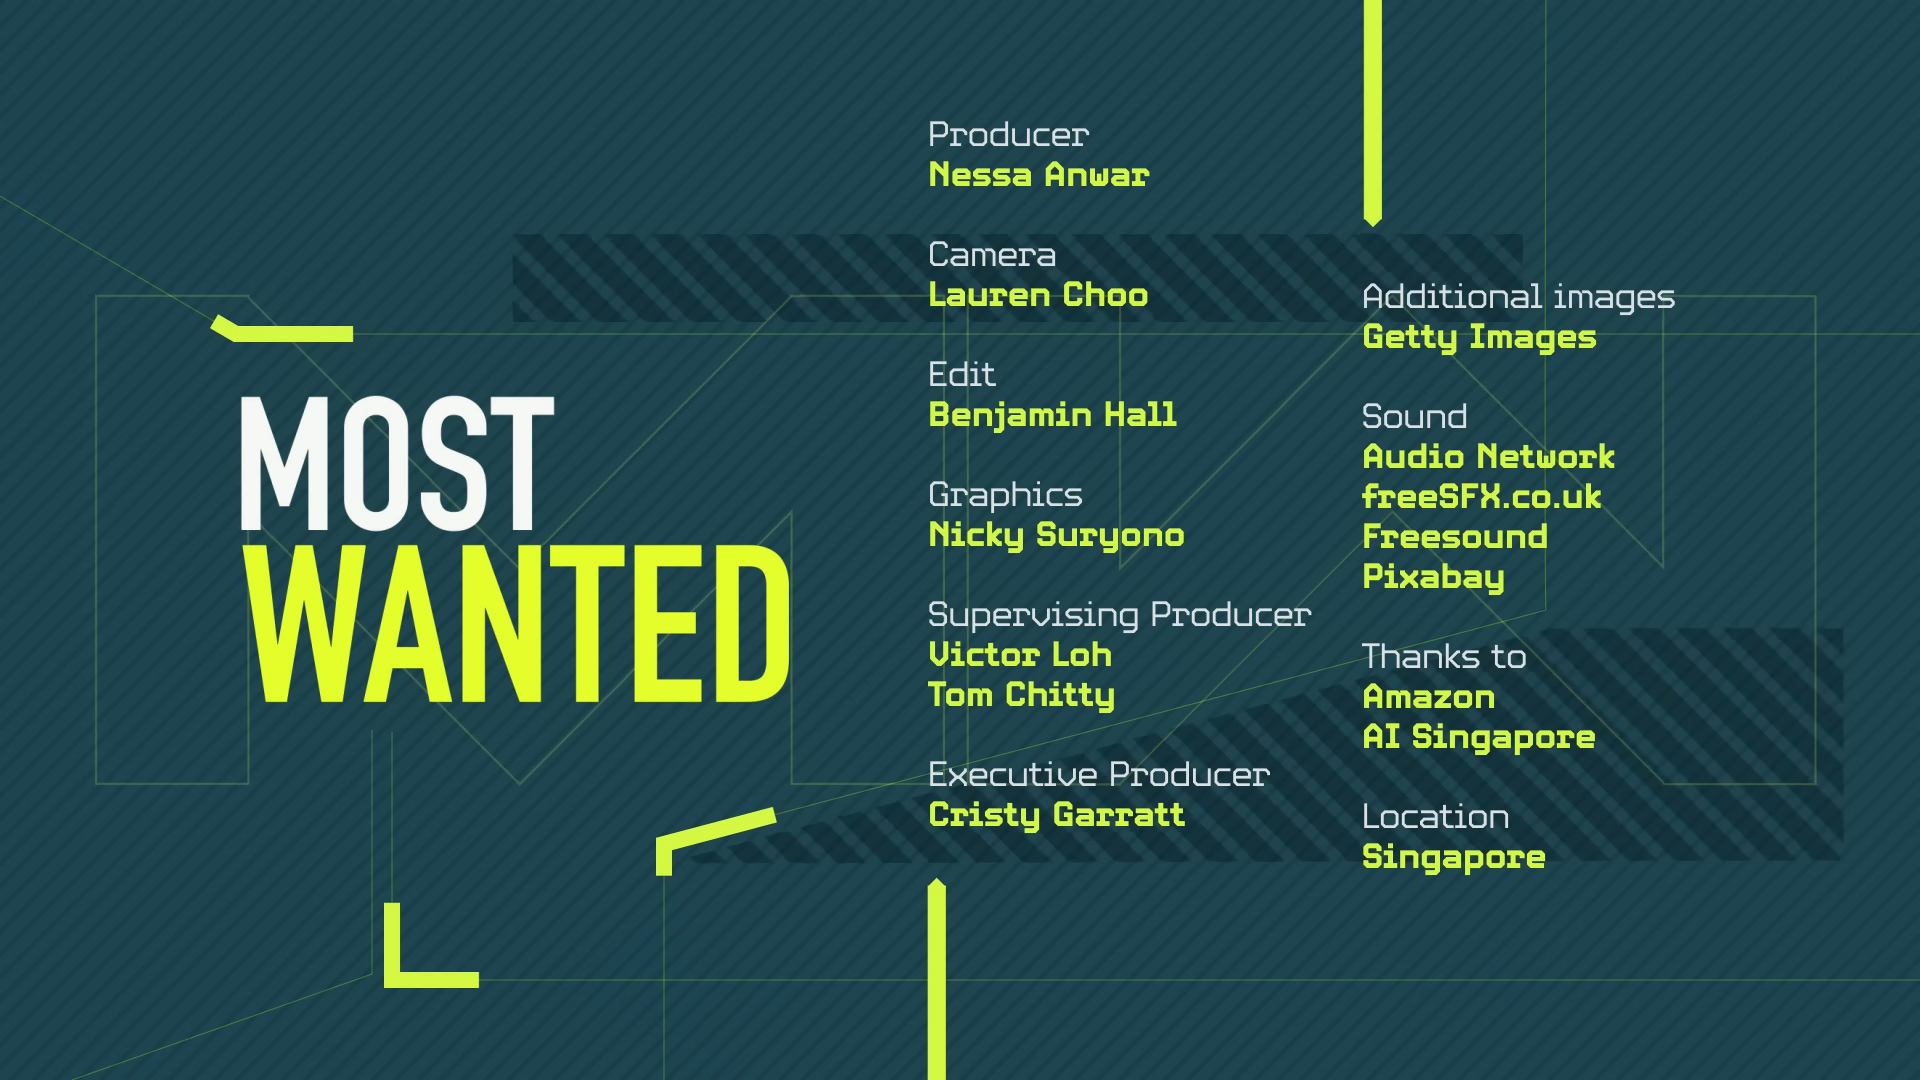 MOST
WANTED
Producer
Nessa Anwar
Camera
Lauren Choo
Edit
Benjamin Hall
Graphics
Nicky Suryono
Supervising Producer
Victor Loh
Tom Chitty
Executive Producer
Cristy Garratt
Additional images
Getty Images
Sound
Audio Network
freeSFX.co.uk
Freesound
Pixabay
Thanks to
Amazon
AI Singapore
Location
Singapore